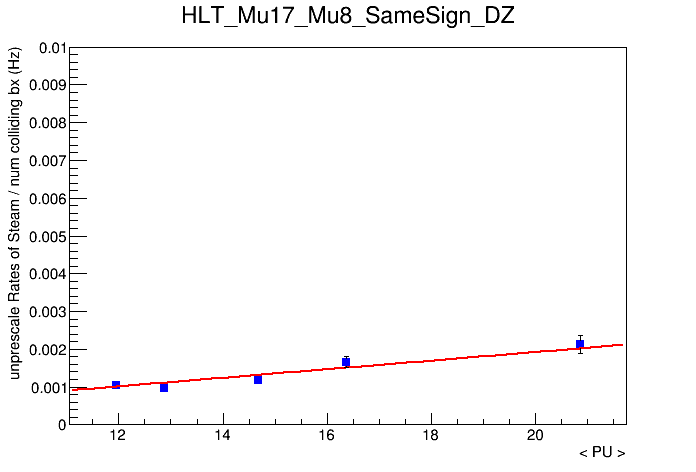 HLT_Mu17_Mu8_SameSign_DZ
unprescale Rates of Steam / num colliding bx (Hz)
0.01
0.009
0.008
0.007
0.006
0.005
0.004
0.003
0.002
0.001
0
12 14 16 18 20
< PU >